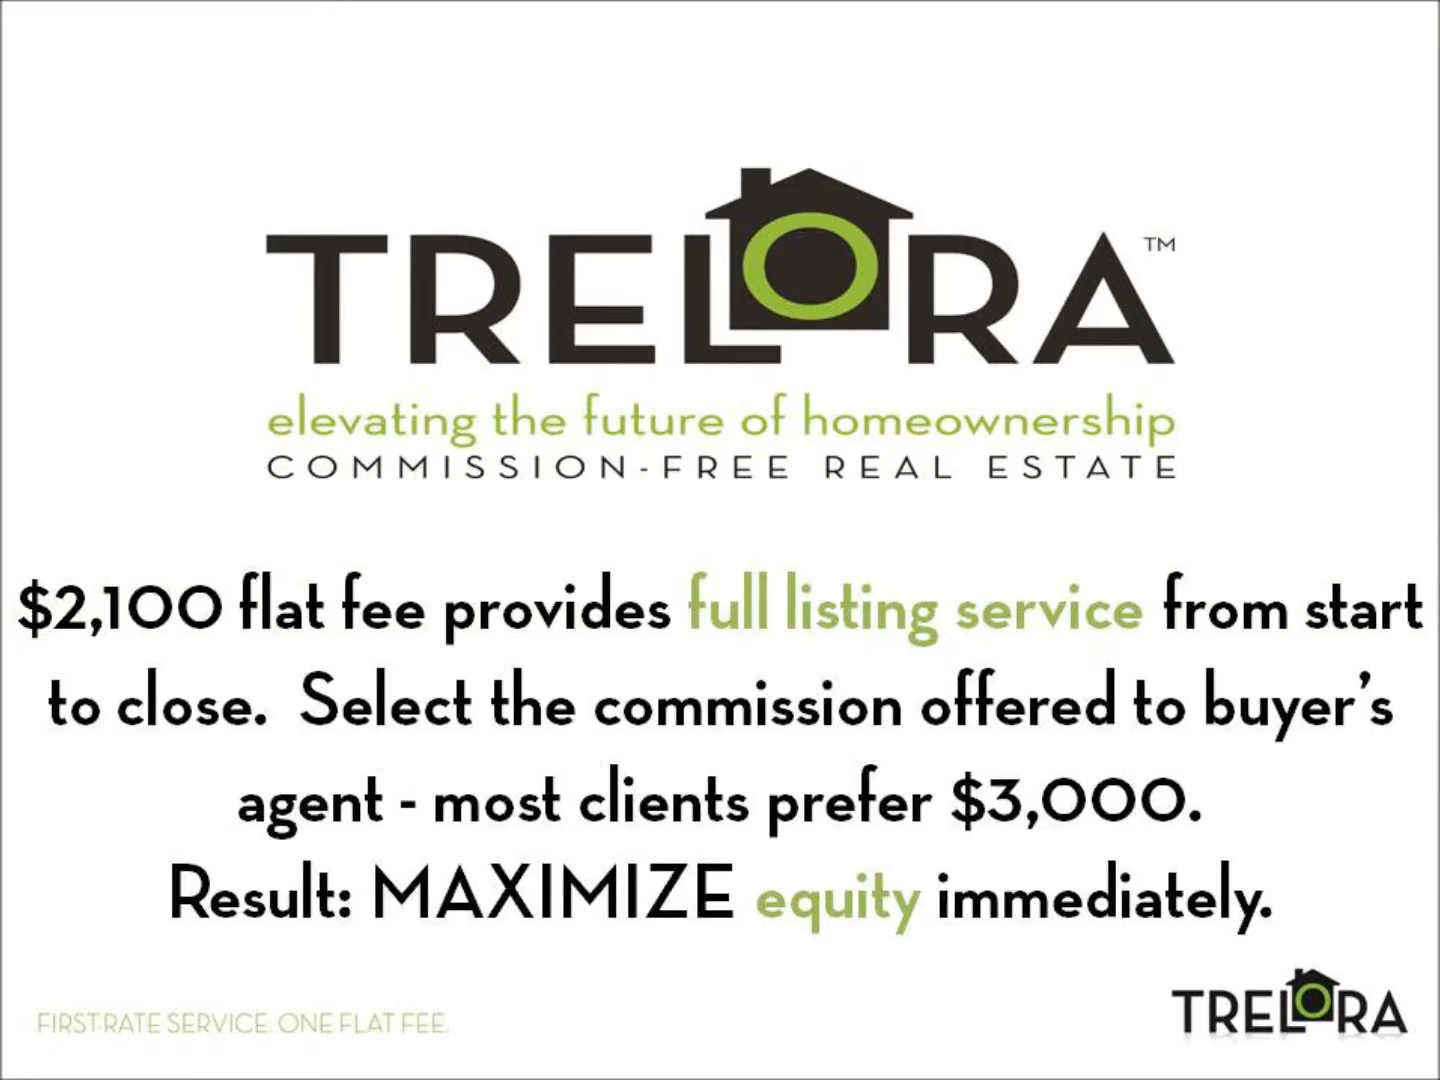 TRELORA™
elevating the future of homeownership
COMMISSION-FREE REAL ESTATE
$2,100 flat fee provides full listing service from start
to close.  Select the commission offered to buyer's
agent - most clients prefer $3,000.
Result: MAXIMIZE equity immediately.
FIRST-RATE SERVICE. ONE FLAT FEE.
TRELORA